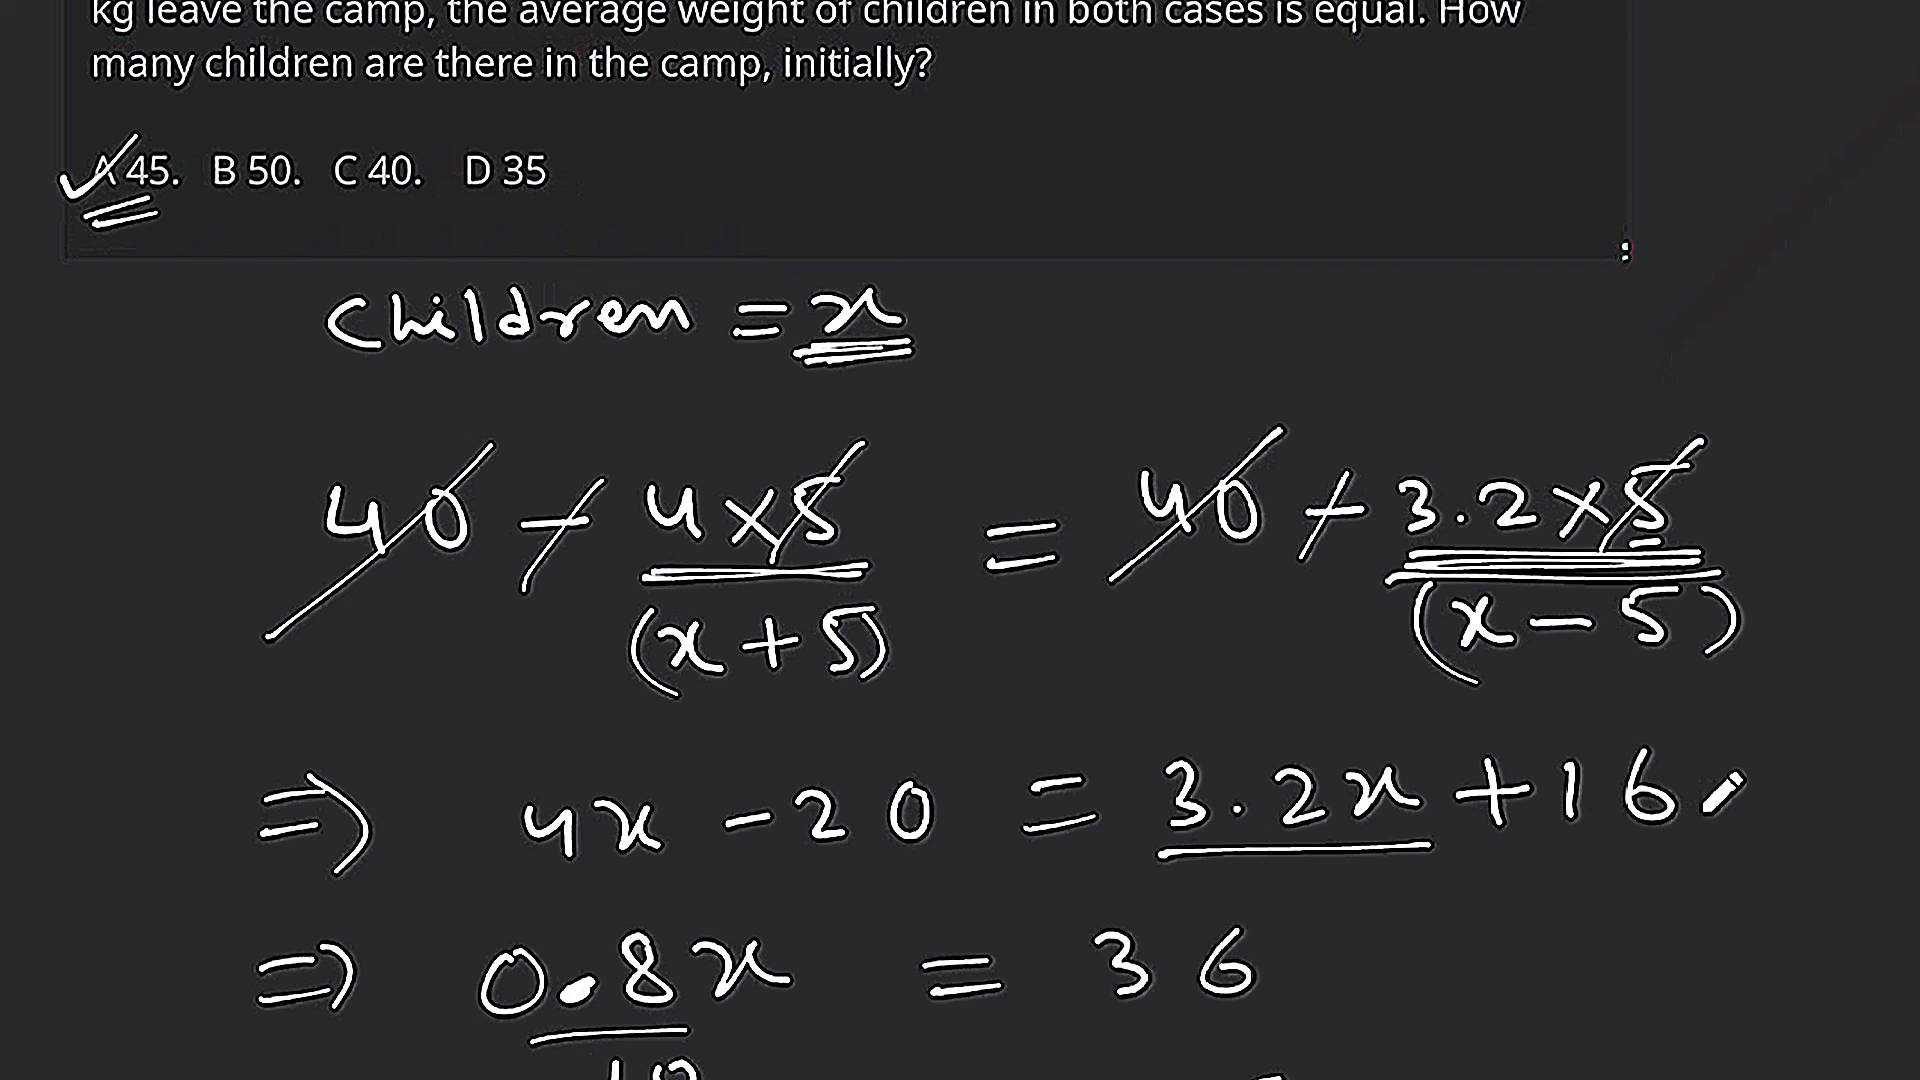 kg leave the camp, the average weight of children in both cases is equal. How
many children are there in the camp, initially?
A 45. B 50. C 40. D 35
Children = x
40 + 4×5/(x+5) = 40 + 3.2×5/(x-5)
⇒ 4x - 20 = 3.2x + 16
⇒ 0.8x = 36
10